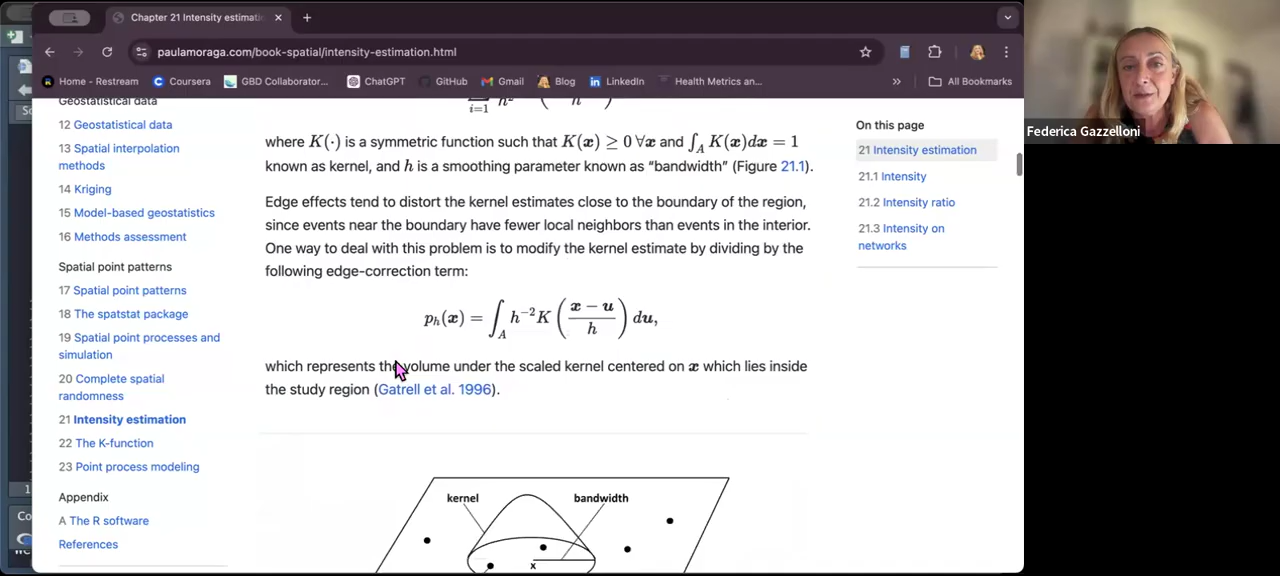 Chapter 21 Intensity estimati
paulamoraga.com/book-spatial/intensity-estimation.html
Home - Restream
Coursera
GBD Collaborator...
ChatGPT
GitHub
Gmail
Blog
LinkedIn
Health Metrics an...
»
All Bookmarks
Geostatistical data
12 Geostatistical data
13 Spatial interpolation
methods
14 Kriging
15 Model-based geostatistics
16 Methods assessment
Spatial point patterns
17 Spatial point patterns
18 The spatstat package
19 Spatial point processes and
simulation
20 Complete spatial
randomness
21 Intensity estimation
22 The K-function
23 Point process modeling
Appendix
A The R software
References
i=1
where K(·) is a symmetric function such that K(x) ≥ 0 ∀x and ∫_A K(x)dx = 1
known as kernel, and h is a smoothing parameter known as “bandwidth” (Figure 21.1).
Edge effects tend to distort the kernel estimates close to the boundary of the region,
since events near the boundary have fewer local neighbors than events in the interior.
One way to deal with this problem is to modify the kernel estimate by dividing by the
following edge-correction term:
p_h(x) = ∫_A h^{-2} K((x − u)/h) du,
which represents the volume under the scaled kernel centered on x which lies inside
the study region (Gatrell et al. 1996).
kernel
bandwidth
x
On this page
21 Intensity estimation
21.1 Intensity
21.2 Intensity ratio
21.3 Intensity on
networks
Federica Gazzelloni